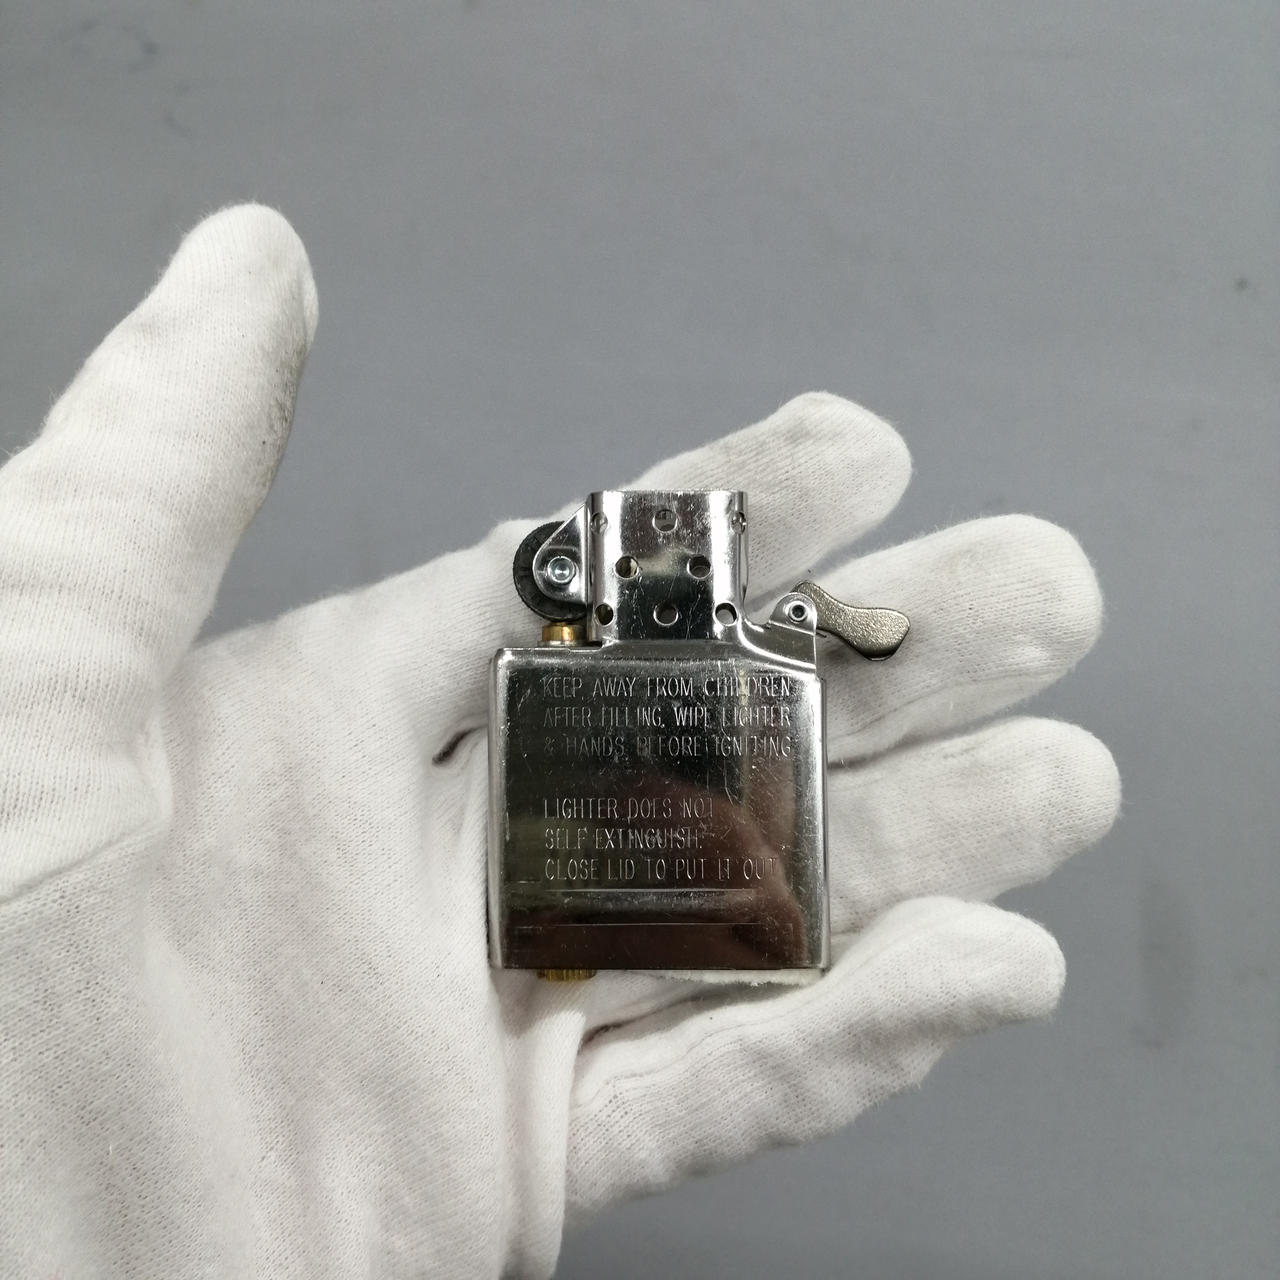 KEEP AWAY FROM CHILDREN
AFTER FILLING, WIPE LIGHTER
& HANDS BEFORE IGNITING
LIGHTER DOES NOT
SELF EXTINGUISH.
CLOSE LID TO PUT IT OUT